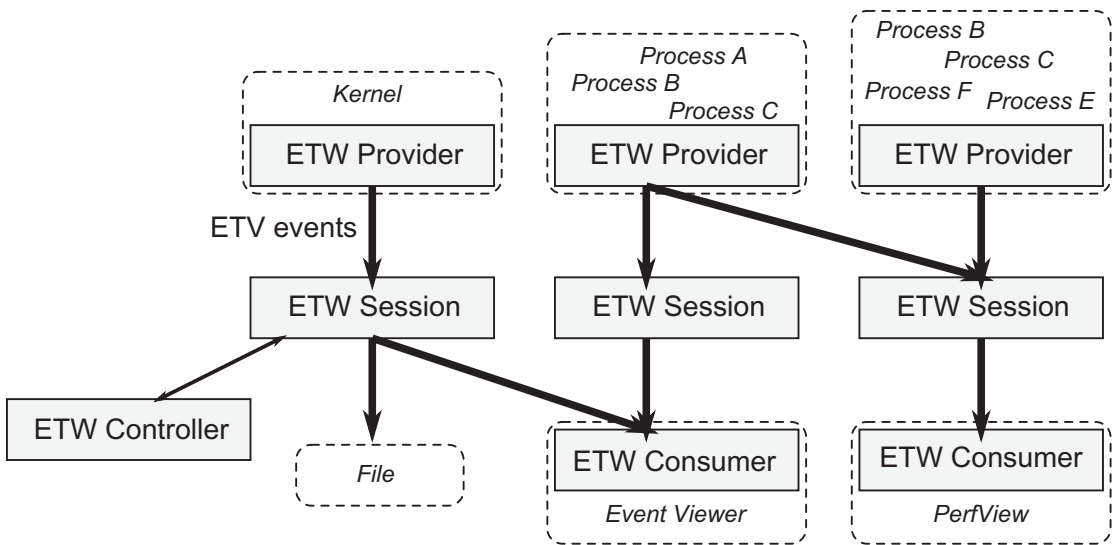 Process B
Process C
Process F
Process E
Process A
Process B
Process C
Kernel
ETW Provider
ETW Provider
ETW Provider
ETV events
ETW Session
ETW Session
ETW Session
ETW Controller
File
ETW Consumer
Event Viewer
ETW Consumer
PerfView